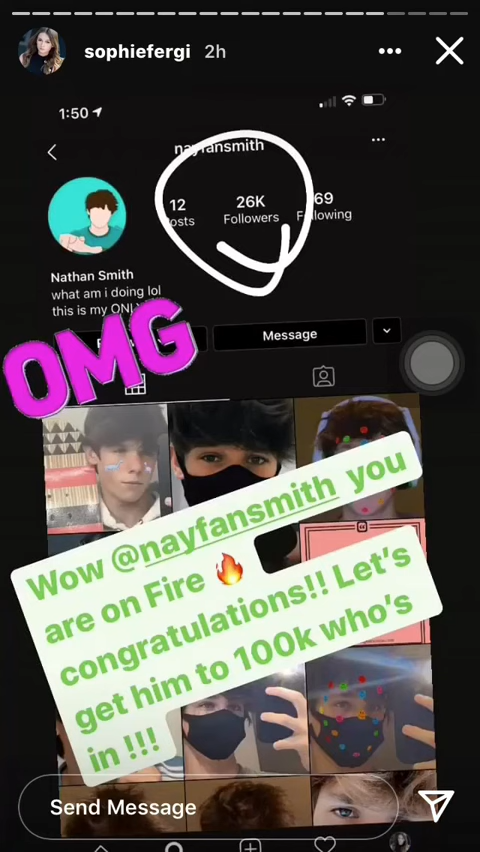 sophiefergi 2h
1:50
nayfansmith
12 26K 69
Posts Followers Following
Nathan Smith
what am i doing lol
this is my
OMG
Message
Wow @nayfansmith you
are on Fire 🔥
congratulations!! Let's
get him to 100k who's
in !!!
Send Message